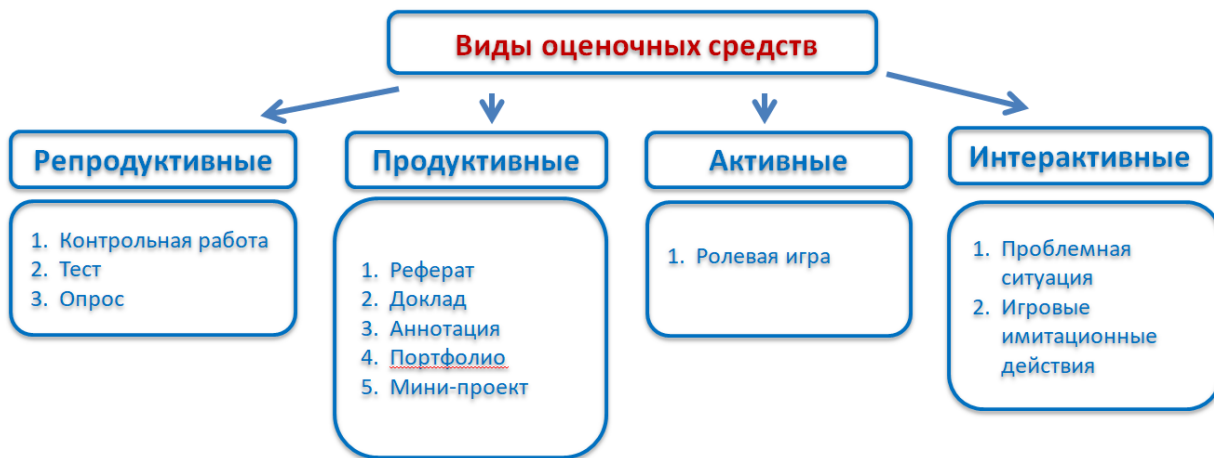 Виды оценочных средств
Репродуктивные
1. Контрольная работа
2. Тест
3. Опрос
Продуктивные
1. Реферат
2. Доклад
3. Аннотация
4. Портфолио
5. Мини-проект
Активные
1. Ролевая игра
Интерактивные
1. Проблемная
ситуация
2. Игровые
имитационные
действия